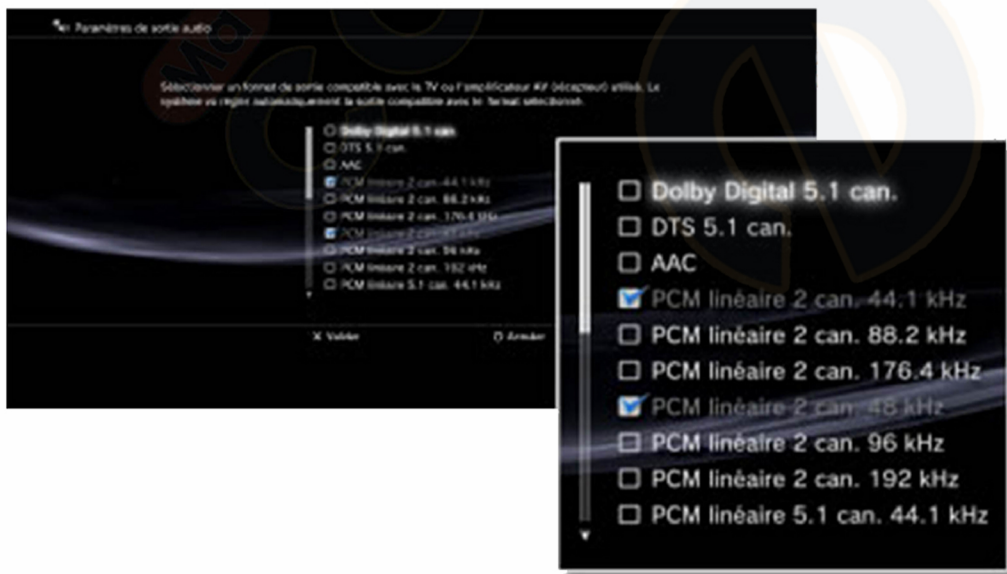 Paramètres de sortie audio
Sélectionner un format de sortie compatible avec le TV ou l'amplificateur AV (récepteur) utilisé. Le
système va régler automatiquement la sortie compatible avec le format sélectionné.
Dolby Digital 5.1 can.
DTS 5.1 can.
AAC
PCM linéaire 2 can. 44.1 kHz
PCM linéaire 2 can. 88.2 kHz
PCM linéaire 2 can. 176.4 kHz
PCM linéaire 2 can. 48 kHz
PCM linéaire 2 can. 96 kHz
PCM linéaire 2 can. 192 kHz
PCM linéaire 5.1 can. 44.1 kHz
X Valider
O Annuler
Dolby Digital 5.1 can.
DTS 5.1 can.
AAC
PCM linéaire 2 can. 44.1 kHz
PCM linéaire 2 can. 88.2 kHz
PCM linéaire 2 can. 176.4 kHz
PCM linéaire 2 can. 48 kHz
PCM linéaire 2 can. 96 kHz
PCM linéaire 2 can. 192 kHz
PCM linéaire 5.1 can. 44.1 kHz